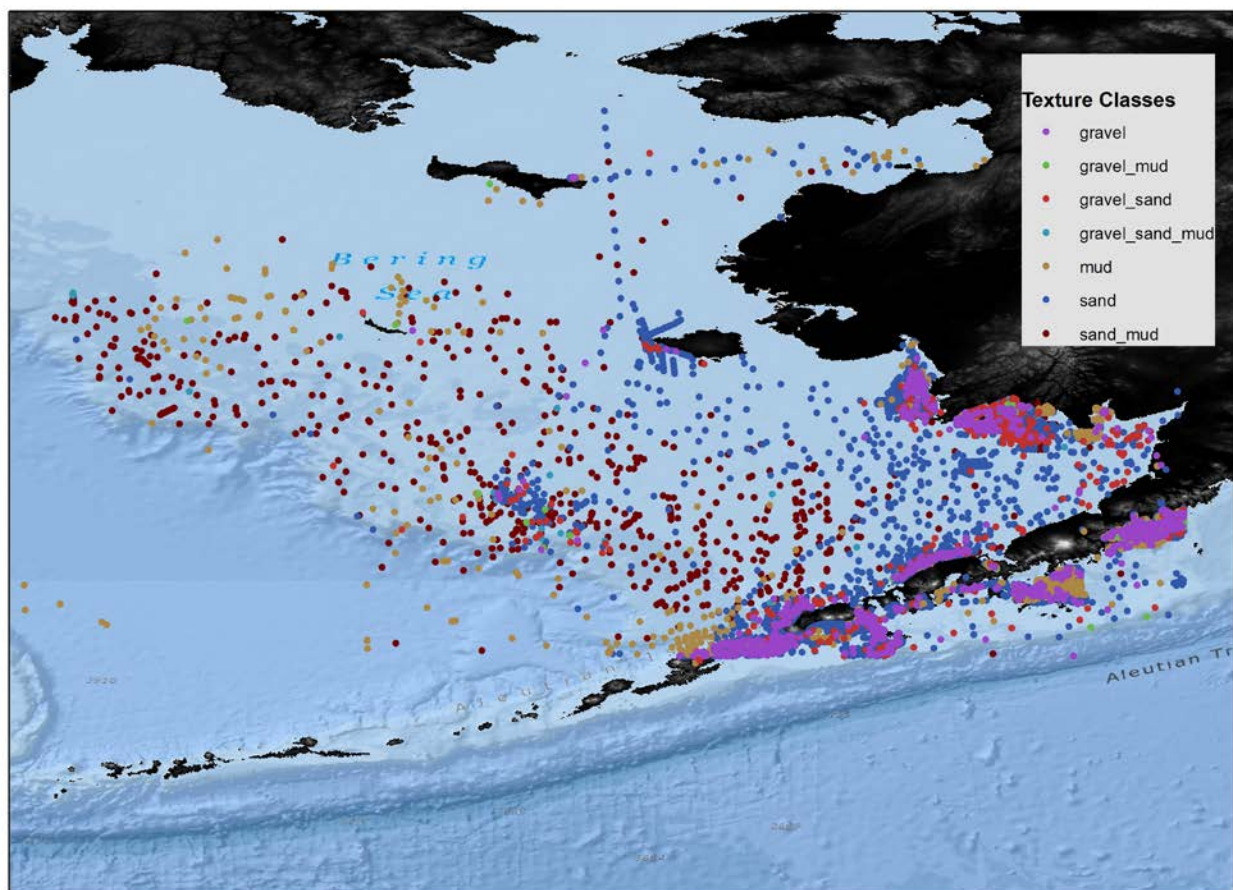 Texture Classes
gravel
gravel_mud
gravel_sand
gravel_sand_mud
mud
sand
sand_mud
Bering
Sea
Aleutian Tr